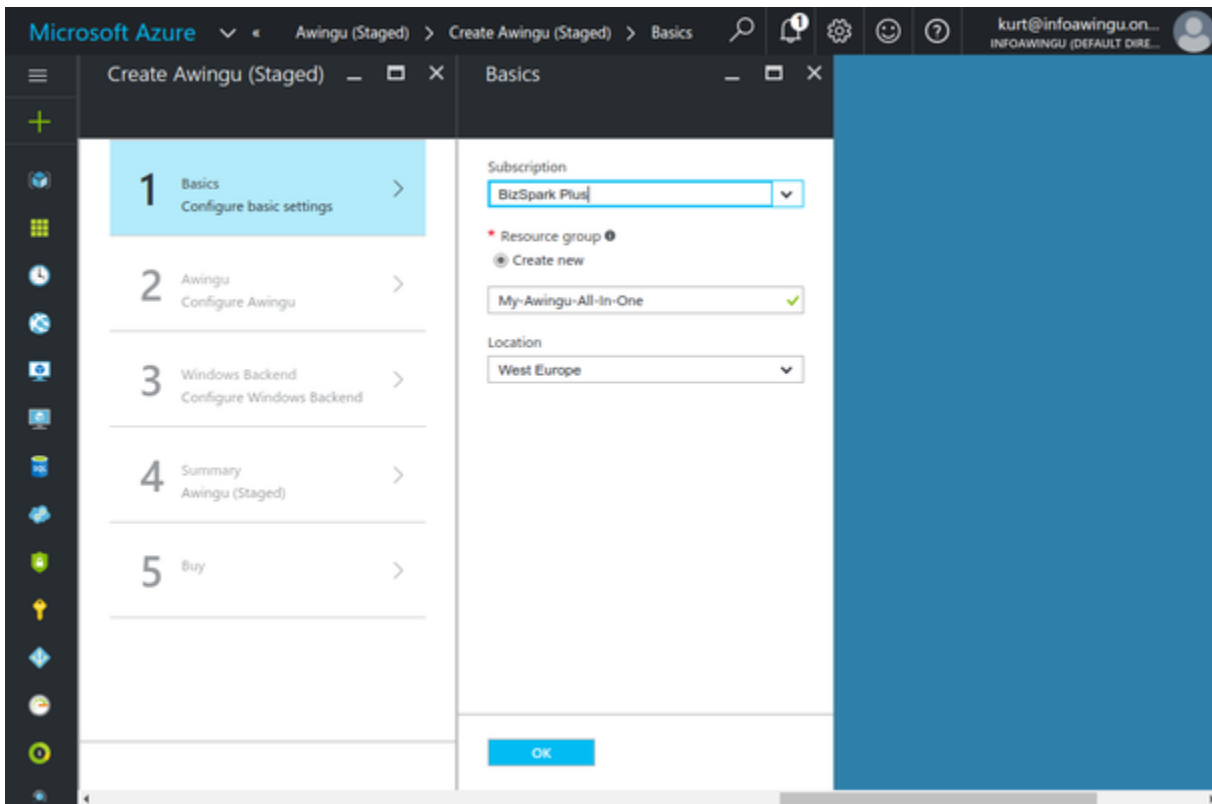 Microsoft Azure
Awingu (Staged) > Create Awingu (Staged) > Basics
1
kurt@infoawingu.on...
INFOAWINGU (DEFAULT DIRE...
Create Awingu (Staged)
Basics
1
Basics
Configure basic settings
2
Awingu
Configure Awingu
3
Windows Backend
Configure Windows Backend
4
Summary
Awingu (Staged)
5
Buy
Subscription
BizSpark Plus
* Resource group
Create new
My-Awingu-All-In-One
Location
West Europe
OK
SQL